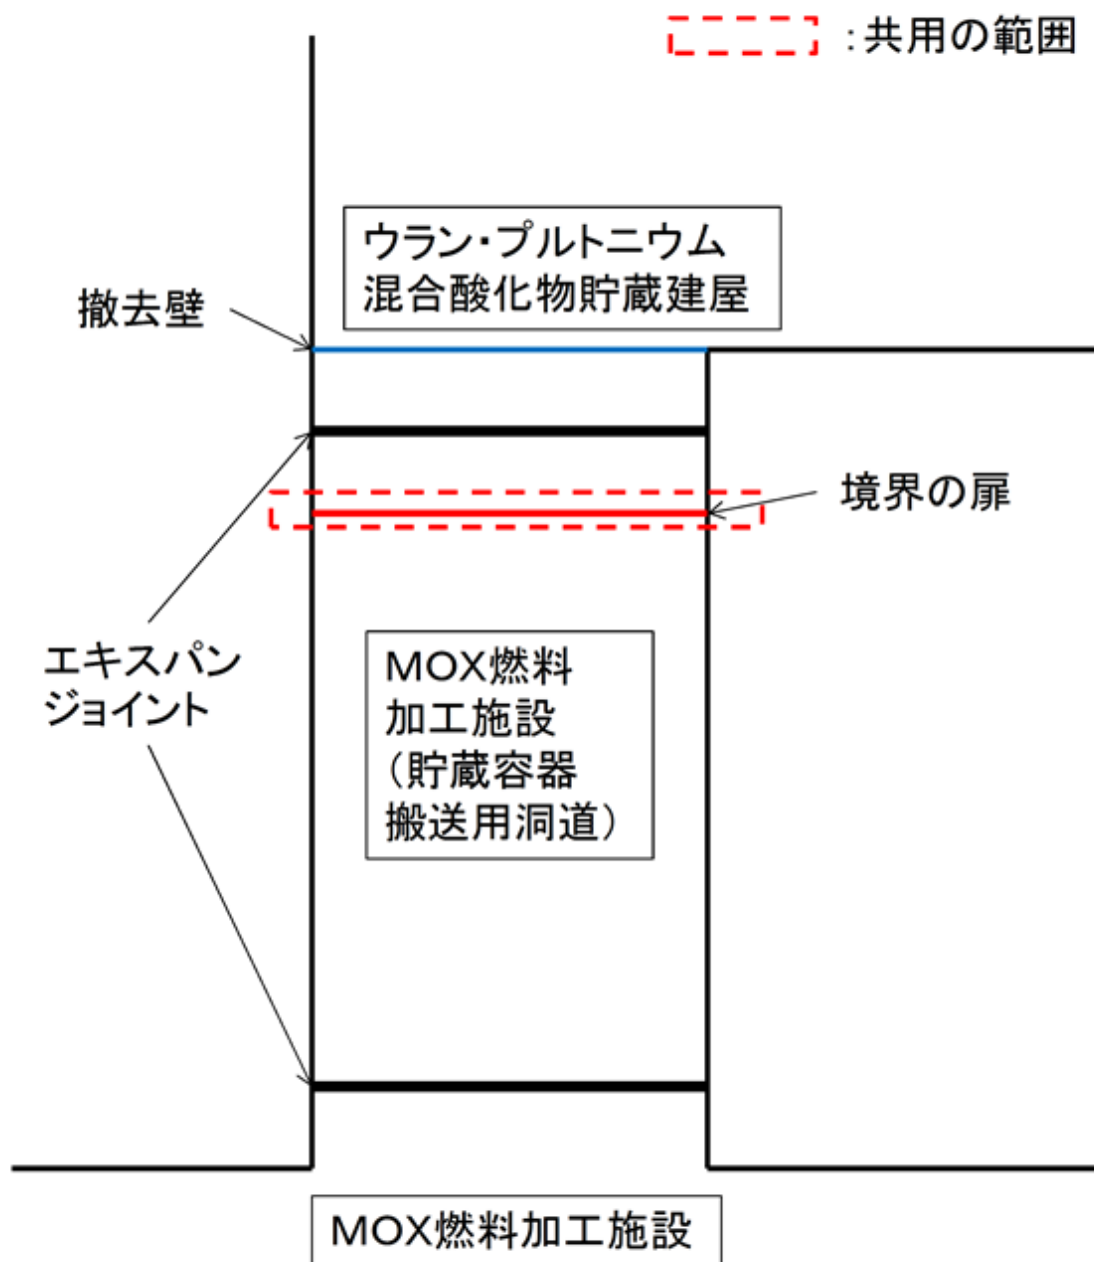 ：共用の範囲
ウラン・プルトニウム
混合酸化物貯蔵建屋
撤去壁
境界の扉
エキスパン
ジョイント
MOX燃料
加工施設
（貯蔵容器
搬送用洞道）
MOX燃料加工施設